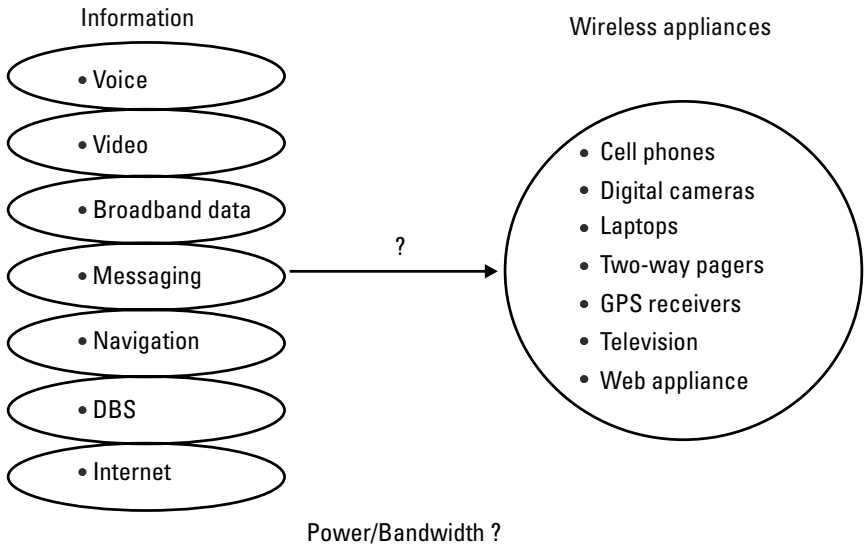 Information
• Voice
• Video
• Broadband data
• Messaging
• Navigation
• DBS
• Internet
?
Wireless appliances
• Cell phones
• Digital cameras
• Laptops
• Two-way pagers
• GPS receivers
• Television
• Web appliance
Power/Bandwidth ?